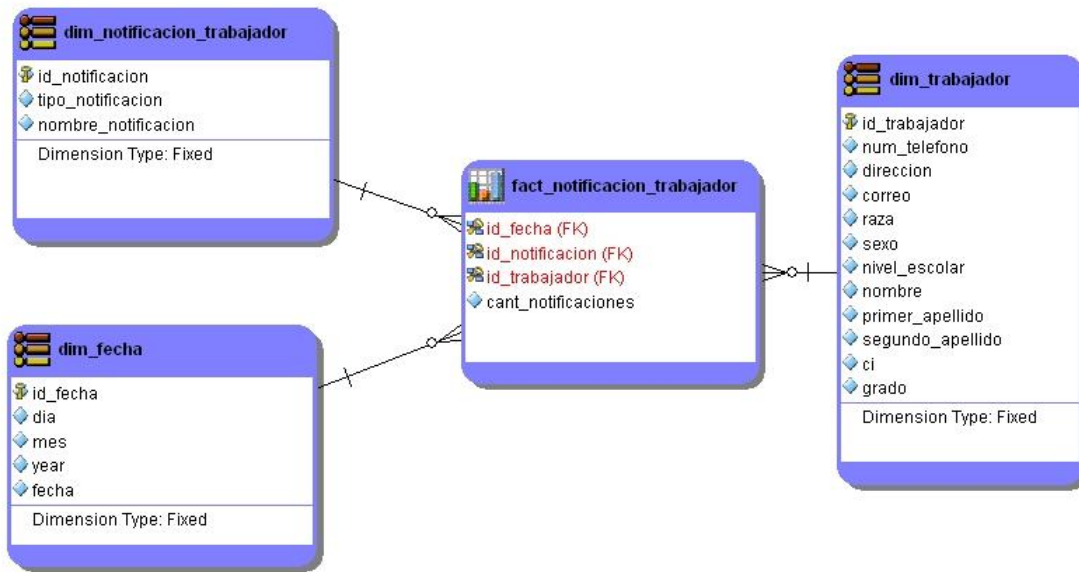 dim_notificacion_trabajador
id_notificacion
tipo_notificacion
nombre_notificacion
Dimension Type: Fixed
dim_fecha
id_fecha
dia
mes
year
fecha
Dimension Type: Fixed
fact_notificacion_trabajador
id_fecha (FK)
id_notificacion (FK)
id_trabajador (FK)
cant_notificaciones
dim_trabajador
id_trabajador
num_telefono
direccion
correo
raza
sexo
nivel_escolar
nombre
primer_apellido
segundo_apellido
ci
grado
Dimension Type: Fixed